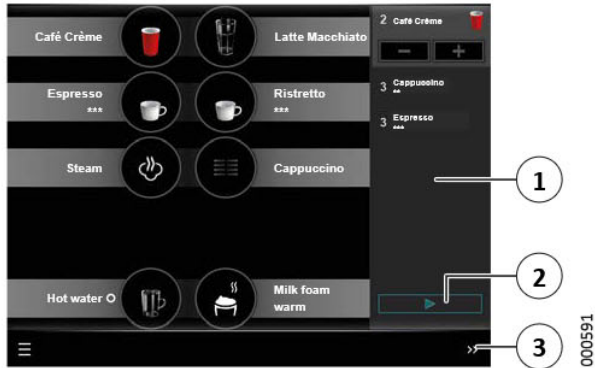 Café Crème
Latte Macchiato
2 Café Crème
− +
Espresso
***
Ristretto
***
3 Cappuccino
**
3 Espresso
***
Steam
Cappuccino
1
Hot water
Milk foam
warm
2
3
000591